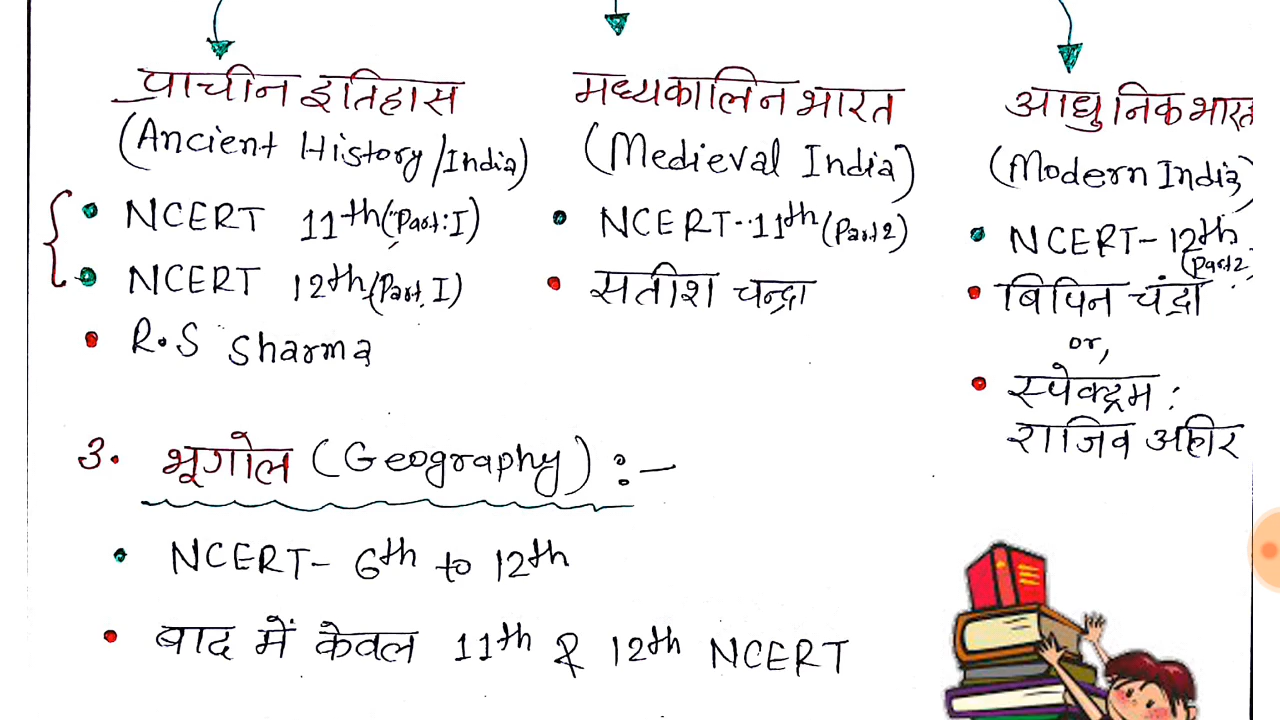 प्राचीन इतिहास
(Ancient History/India)
• NCERT 11th (Part: I)
• NCERT 12th (Part. I)
• R.S Sharma
मध्यकालिन भारत
(Medieval India)
• NCERT-11th (Part 2)
• सतीश चन्द्रा
आधुनिक भारत
(Modern India)
• NCERT-12th
(Part 2
• बिपिन चंद्रा
or,
• स्पेक्ट्रम :
राजिव अहीर
3. भूगोल (Geography) :-
• NCERT- 6th to 12th
• बाद में केवल 11th & 12th NCERT